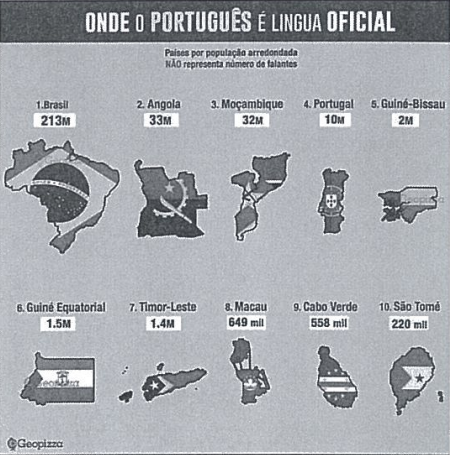 ONDE O PORTUGUÊS É LINGUA OFICIAL
Países por população arredondada
NÃO representa número de falantes
1.Brasil
213M
2. Angola
33M
3. Moçambique
32M
4. Portugal
10M
5. Guiné-Bissau
2M
6. Guiné Equatorial
1.5M
7. Timor-Leste
1.4M
8. Macau
649 mil
9. Cabo Verde
558 mil
10. São Tomé
220 mil
Geopizza